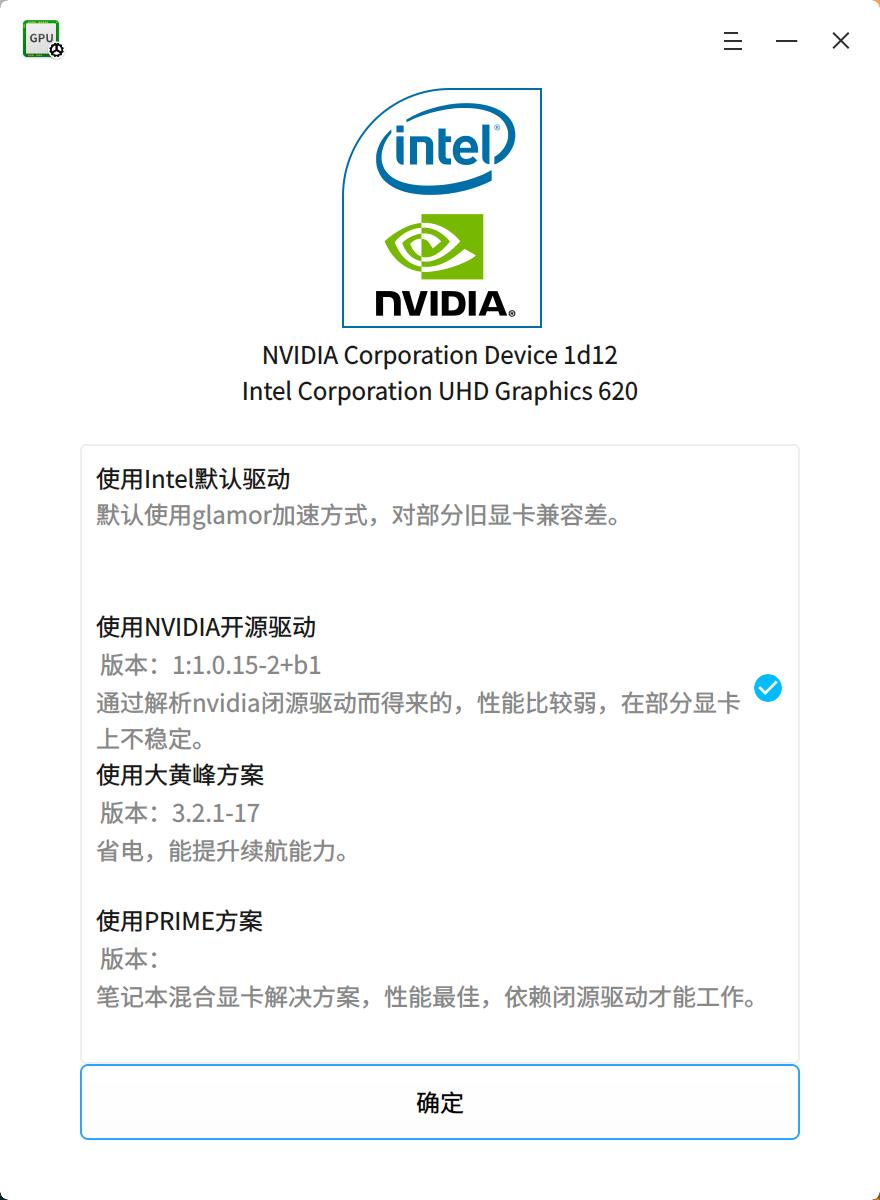 GPU
intel®
NVIDIA®
NVIDIA Corporation Device 1d12
Intel Corporation UHD Graphics 620
使用Intel默认驱动
默认使用glamor加速方式，对部分旧显卡兼容差。
使用NVIDIA开源驱动
版本：1:1.0.15-2+b1
通过解析nvidia闭源驱动而得来的，性能比较弱，在部分显卡
上不稳定。
使用大黄峰方案
版本：3.2.1-17
省电，能提升续航能力。
使用PRIME方案
版本：
笔记本混合显卡解决方案，性能最佳，依赖闭源驱动才能工作。
确定